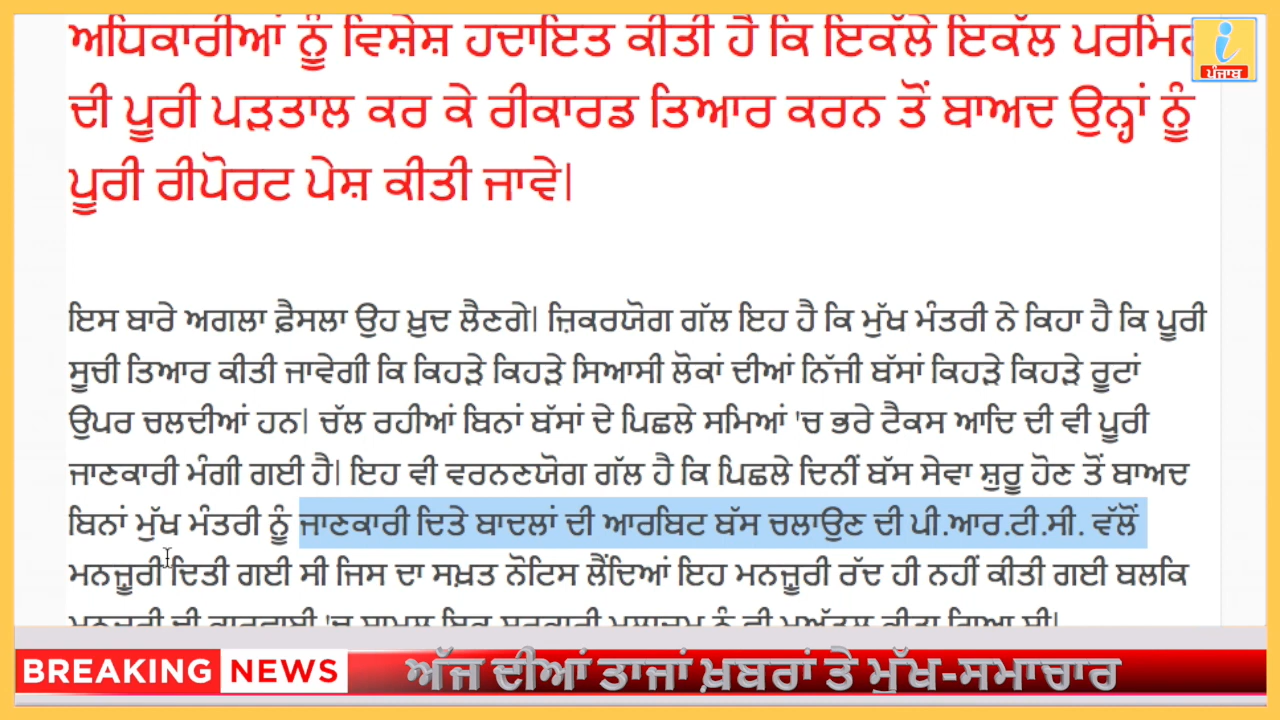 ਅਧਿਕਾਰੀਆਂ ਨੂੰ ਵਿਸ਼ੇਸ਼ ਹਦਾਇਤ ਕੀਤੀ ਹੈ ਕਿ ਇਕੱਲੇ ਇਕੱਲੇ
ਪੰਜਾਬ
ਦੀ ਪੂਰੀ ਪੜਤਾਲ ਕਰ ਕੇ ਰੀਕਾਰਡ ਤਿਆਰ ਕਰਨ ਤੋਂ ਬਾਅਦ ਉਨ੍ਹਾਂ ਨੂੰ
ਪੂਰੀ ਰੀਪੋਰਟ ਪੇਸ਼ ਕੀਤੀ ਜਾਵੇ|
ਇਸ ਬਾਰੇ ਅਗਲਾ ਫ਼ੈਸਲਾ ਉਹ ਖ਼ੁਦ ਲੈਣਗੇ| ਜ਼ਿਕਰਯੋਗ ਗੱਲ ਇਹ ਹੈ ਕਿ ਮੁੱਖ ਮੰਤਰੀ ਨੇ ਕਿਹਾ ਹੈ ਕਿ ਪੂਰੀ
ਸੂਚੀ ਤਿਆਰ ਕੀਤੀ ਜਾਵੇਗੀ ਕਿ ਕਿਹੜੇ ਕਿਹੜੇ ਸਿਆਸੀ ਲੋਕਾਂ ਦੀਆਂ ਨਿੱਜੀ ਬੱਸਾਂ ਕਿਹੜੇ ਕਿਹੜੇ ਰੂਟਾਂ
ਉਪਰ ਚਲਦੀਆਂ ਹਨ| ਚੱਲ ਰਹੀਆਂ ਬਿਨਾਂ ਬੱਸਾਂ ਦੇ ਪਿਛਲੇ ਸਮਿਆਂ 'ਚ ਭਰੇ ਟੈਕਸ ਆਦਿ ਦੀ ਵੀ ਪੂਰੀ
ਜਾਣਕਾਰੀ ਮੰਗੀ ਗਈ ਹੈ| ਇਹ ਵੀ ਵਰਨਣਯੋਗ ਗੱਲ ਹੈ ਕਿ ਪਿਛਲੇ ਦਿਨੀਂ ਬੱਸ ਸੇਵਾ ਸ਼ੁਰੂ ਹੋਣ ਤੋਂ ਬਾਅਦ
ਬਿਨਾਂ ਮੁੱਖ ਮੰਤਰੀ ਨੂੰ ਜਾਣਕਾਰੀ ਦਿਤੇ ਬਾਦਲਾਂ ਦੀ ਆਰਬਿਟ ਬੱਸ ਚਲਾਉਣ ਦੀ ਪੀ.ਆਰ.ਟੀ.ਸੀ. ਵੱਲੋਂ
ਮਨਜ਼ੂਰੀ ਦਿਤੀ ਗਈ ਸੀ ਜਿਸ ਦਾ ਸਖ਼ਤ ਨੋਟਿਸ ਲੈਂਦਿਆਂ ਇਹ ਮਨਜ਼ੂਰੀ ਰੱਦ ਹੀ ਨਹੀਂ ਕੀਤੀ ਗਈ ਬਲਕਿ
BREAKING NEWS ਅੱਜ ਦੀਆਂ ਤਾਜਾਂ ਖ਼ਬਰਾਂ ਤੇ ਮੁੱਖ-ਸਮਾਚਾਰ